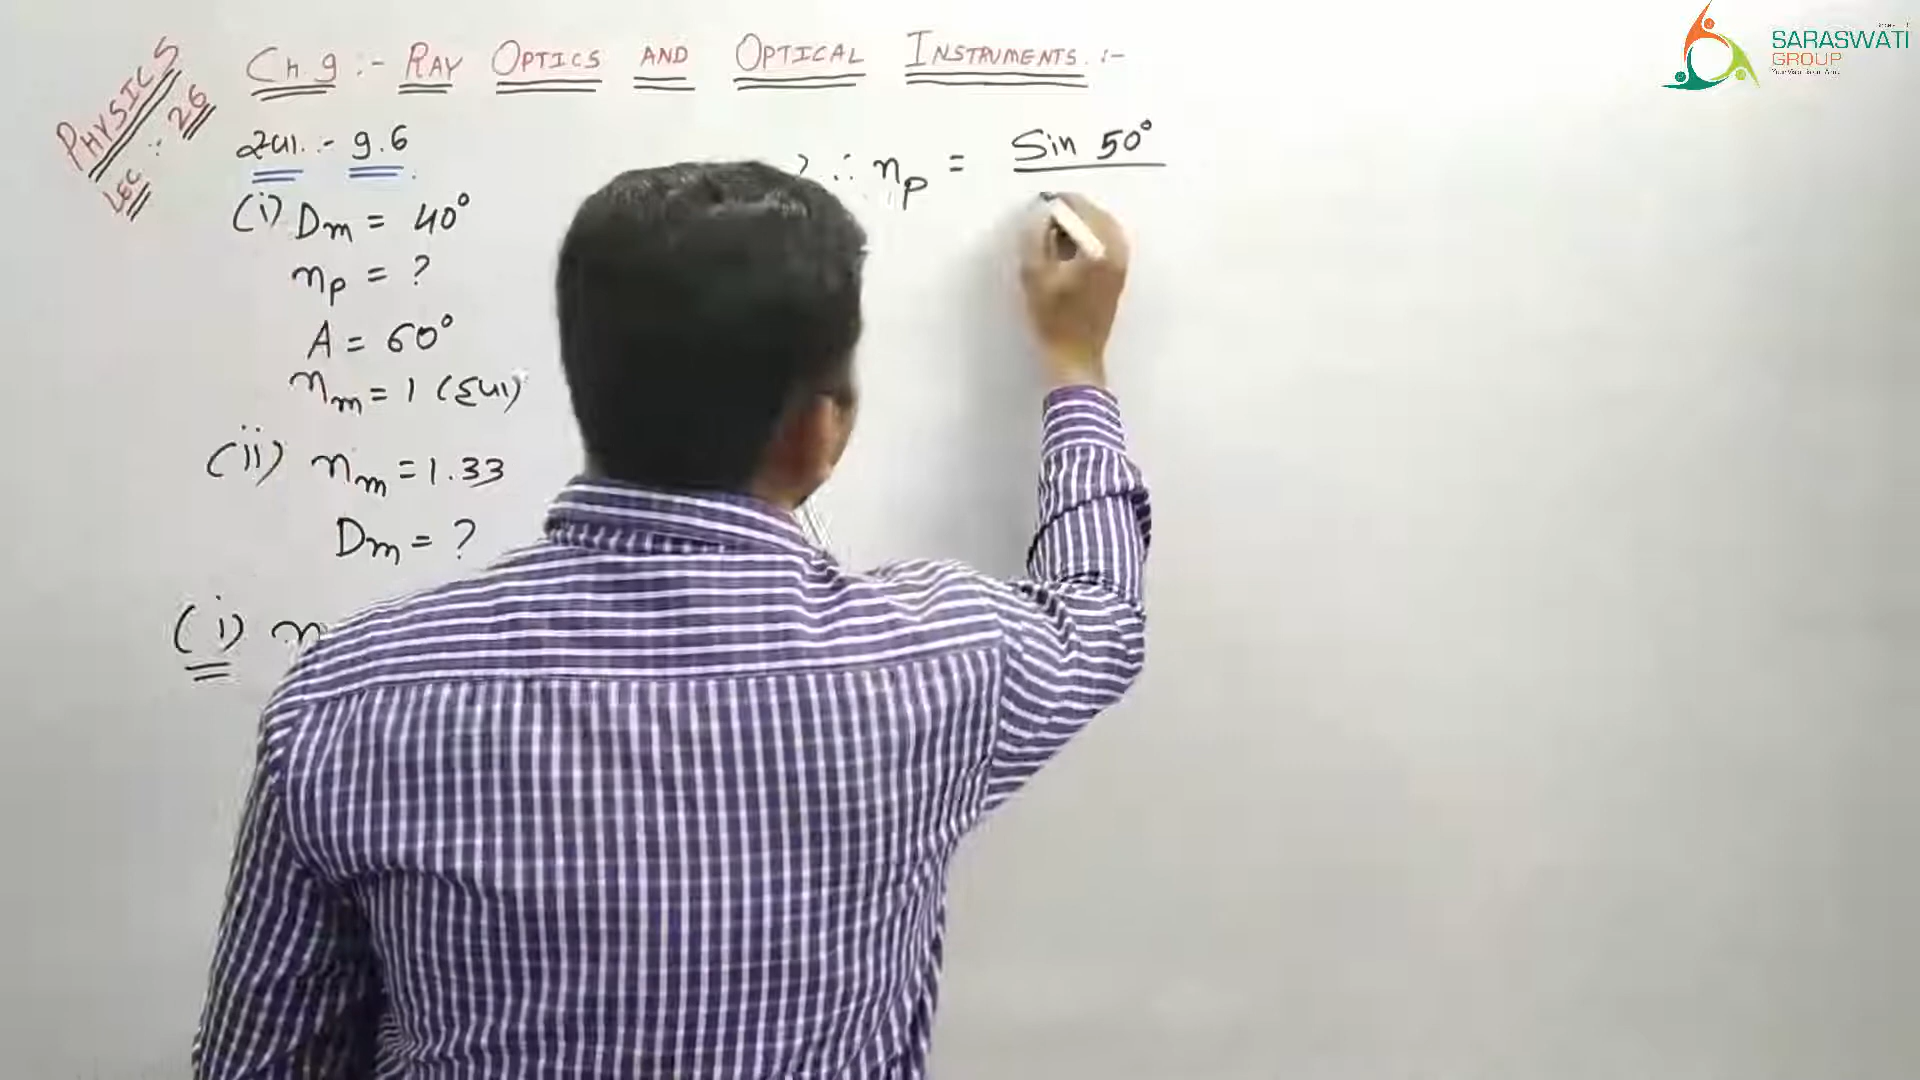 PHYSICS
LEC : 26
Ch. 9 :- RAY OPTICS AND OPTICAL INSTRUMENTS :-
સ્વા. - 9.6
(i) Dm = 40°
np = ?
A = 60°
nm = 1 (હવા)
(ii) nm = 1.33
Dm = ?
(i) n
∴ np = Sin 50°
SARASWATI
GROUP